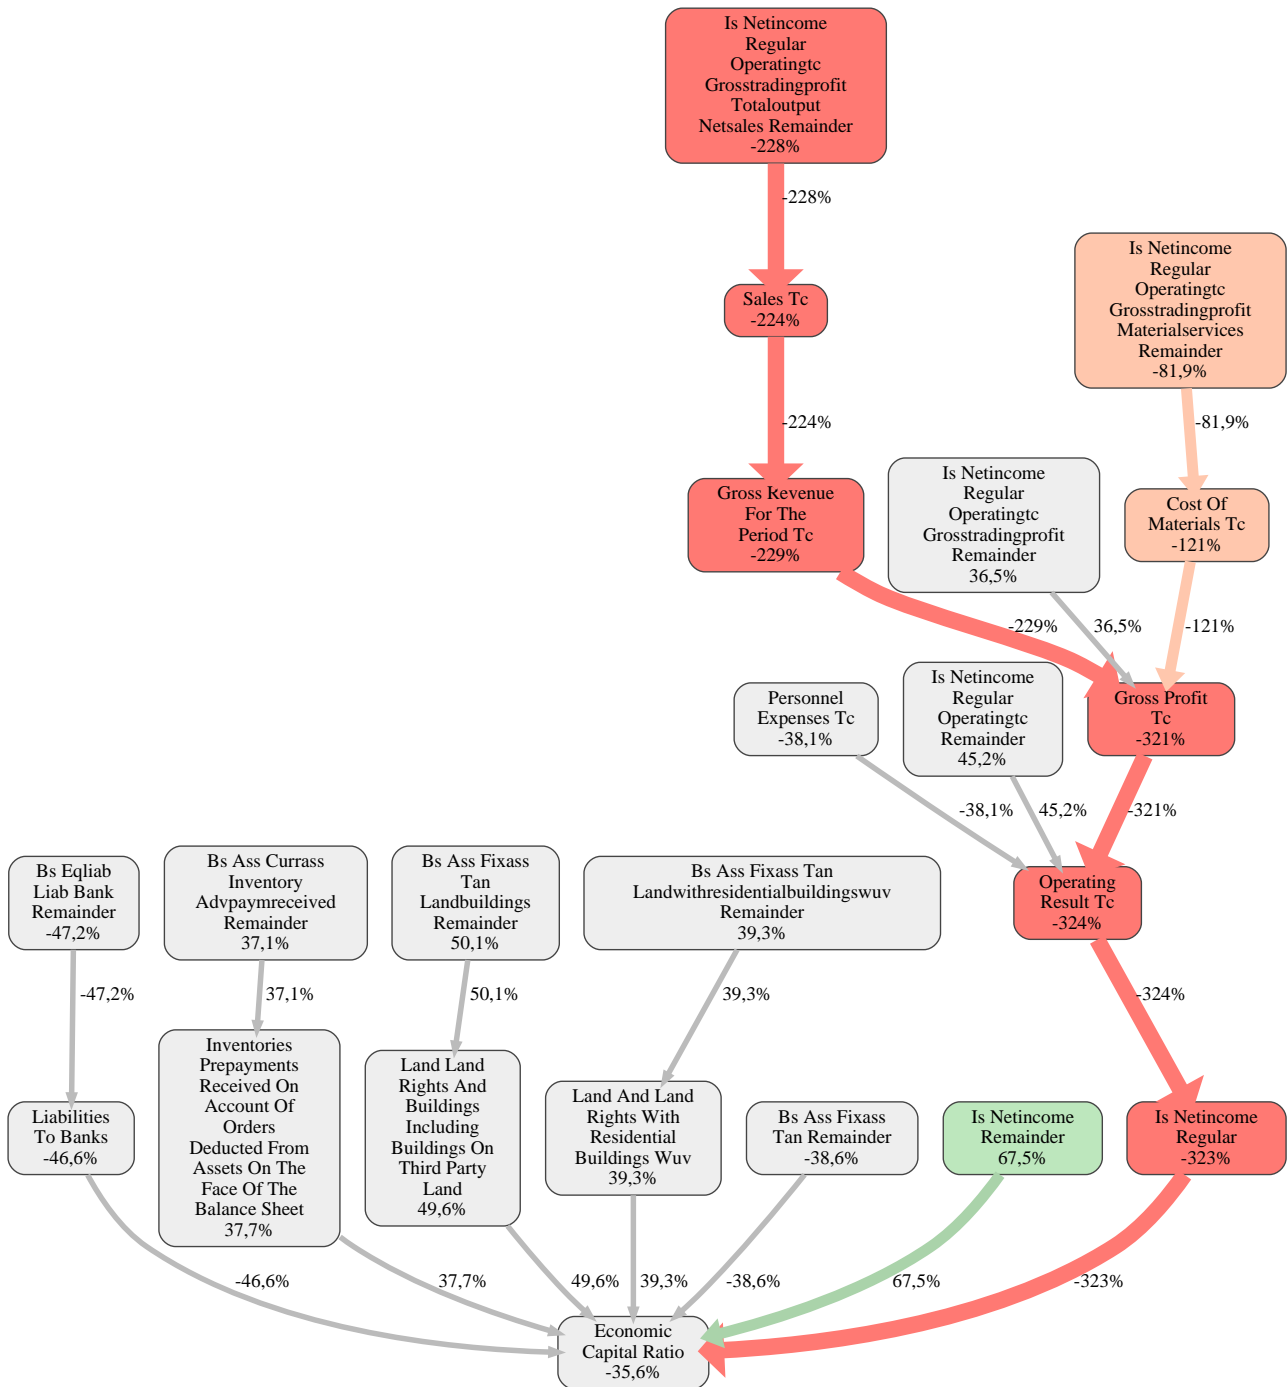 Is Netincome
Regular
Operatingtc
Grosstradingprofit
Totaloutput
Netsales Remainder
-228%
-228%
Sales Tc
-224%
-224%
Is Netincome
Regular
Operatingtc
Grosstradingprofit
Materialservices
Remainder
-81,9%
-81,9%
Gross Revenue
For The
Period Tc
-229%
Is Netincome
Regular
Operatingtc
Grosstradingprofit
Remainder
36,5%
Cost Of
Materials Tc
-121%
-229%
36,5%
-121%
Personnel
Expenses Tc
-38,1%
Is Netincome
Regular
Operatingtc
Remainder
45,2%
Gross Profit
Tc
-321%
-38,1%
45,2%
-321%
Bs Eqliab
Liab Bank
Remainder
-47,2%
Bs Ass Currass
Inventory
Advpaymreceived
Remainder
37,1%
Bs Ass Fixass
Tan
Landbuildings
Remainder
50,1%
Bs Ass Fixass Tan
Landwithresidentialbuildingswuv
Remainder
39,3%
Operating
Result Tc
-324%
-47,2%
37,1%
50,1%
39,3%
-324%
Liabilities
To Banks
-46,6%
Inventories
Prepayments
Received On
Account Of
Orders
Deducted From
Assets On The
Face Of The
Balance Sheet
37,7%
Land Land
Rights And
Buildings
Including
Buildings On
Third Party
Land
49,6%
Land And Land
Rights With
Residential
Buildings Wuv
39,3%
Bs Ass Fixass
Tan Remainder
-38,6%
Is Netincome
Remainder
67,5%
Is Netincome
Regular
-323%
-46,6%
37,7%
49,6%
39,3%
-38,6%
67,5%
-323%
Economic
Capital Ratio
-35,6%